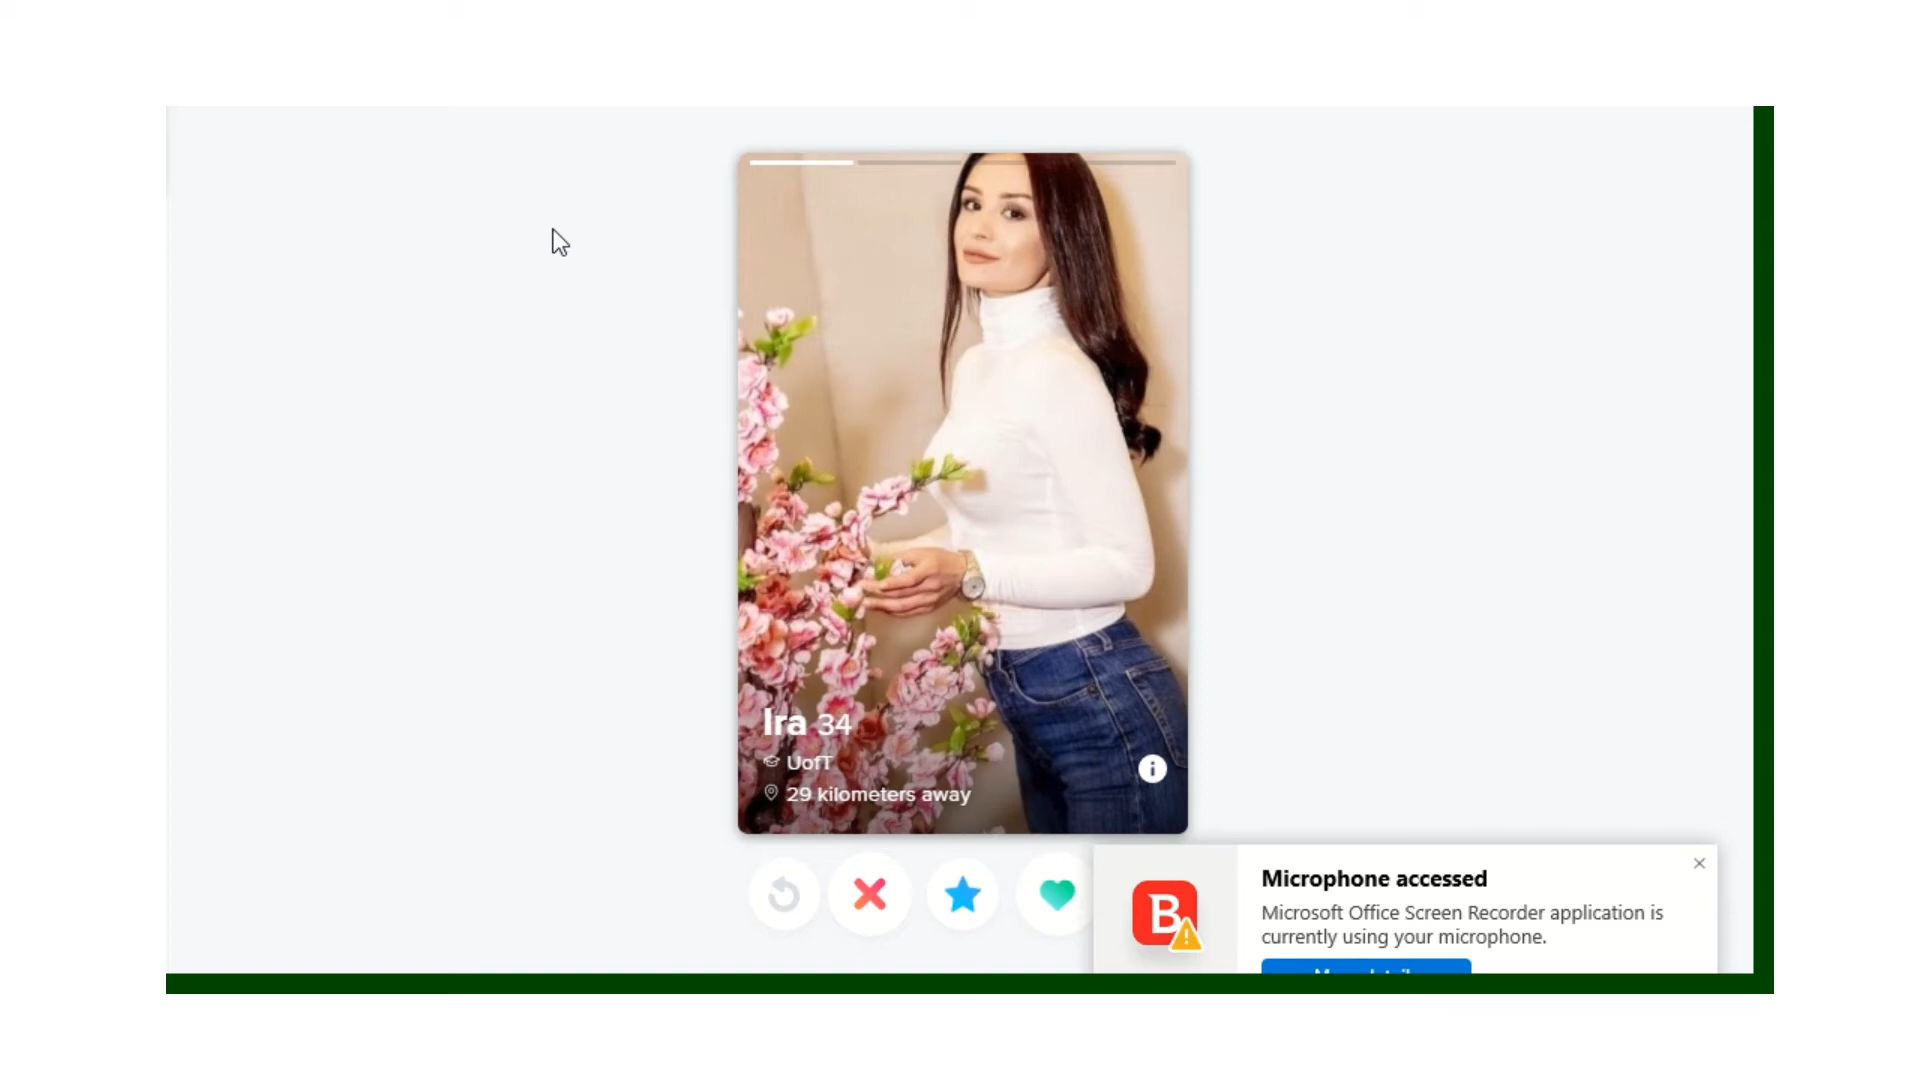 Ira 34
UofT
29 kilometers away
Microphone accessed
Microsoft Office Screen Recorder application is
currently using your microphone.